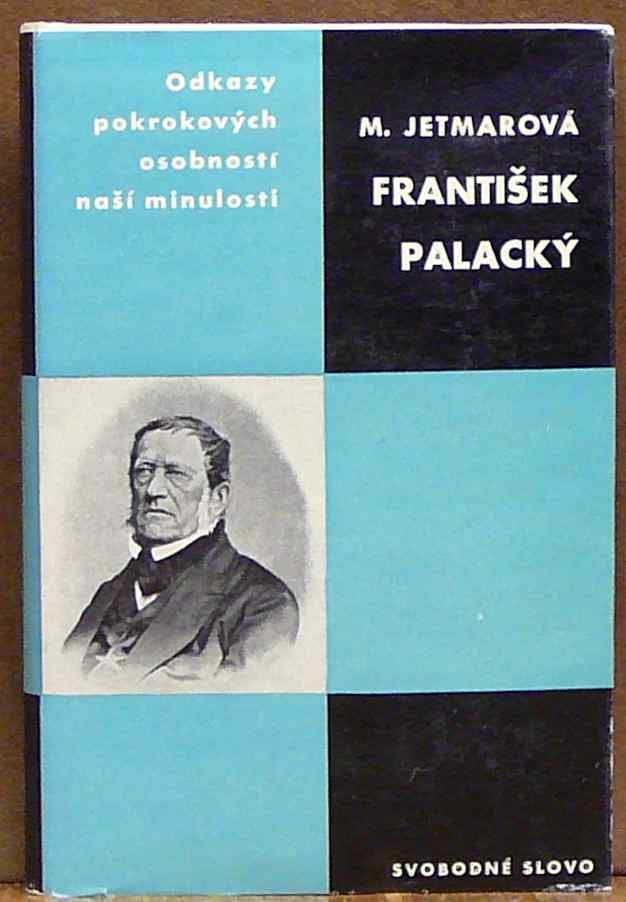 Odkazy
pokrokových
osobností
naší minulosti
M. JETMAROVÁ
FRANTIŠEK
PALACKÝ
SVOBODNÉ SLOVO